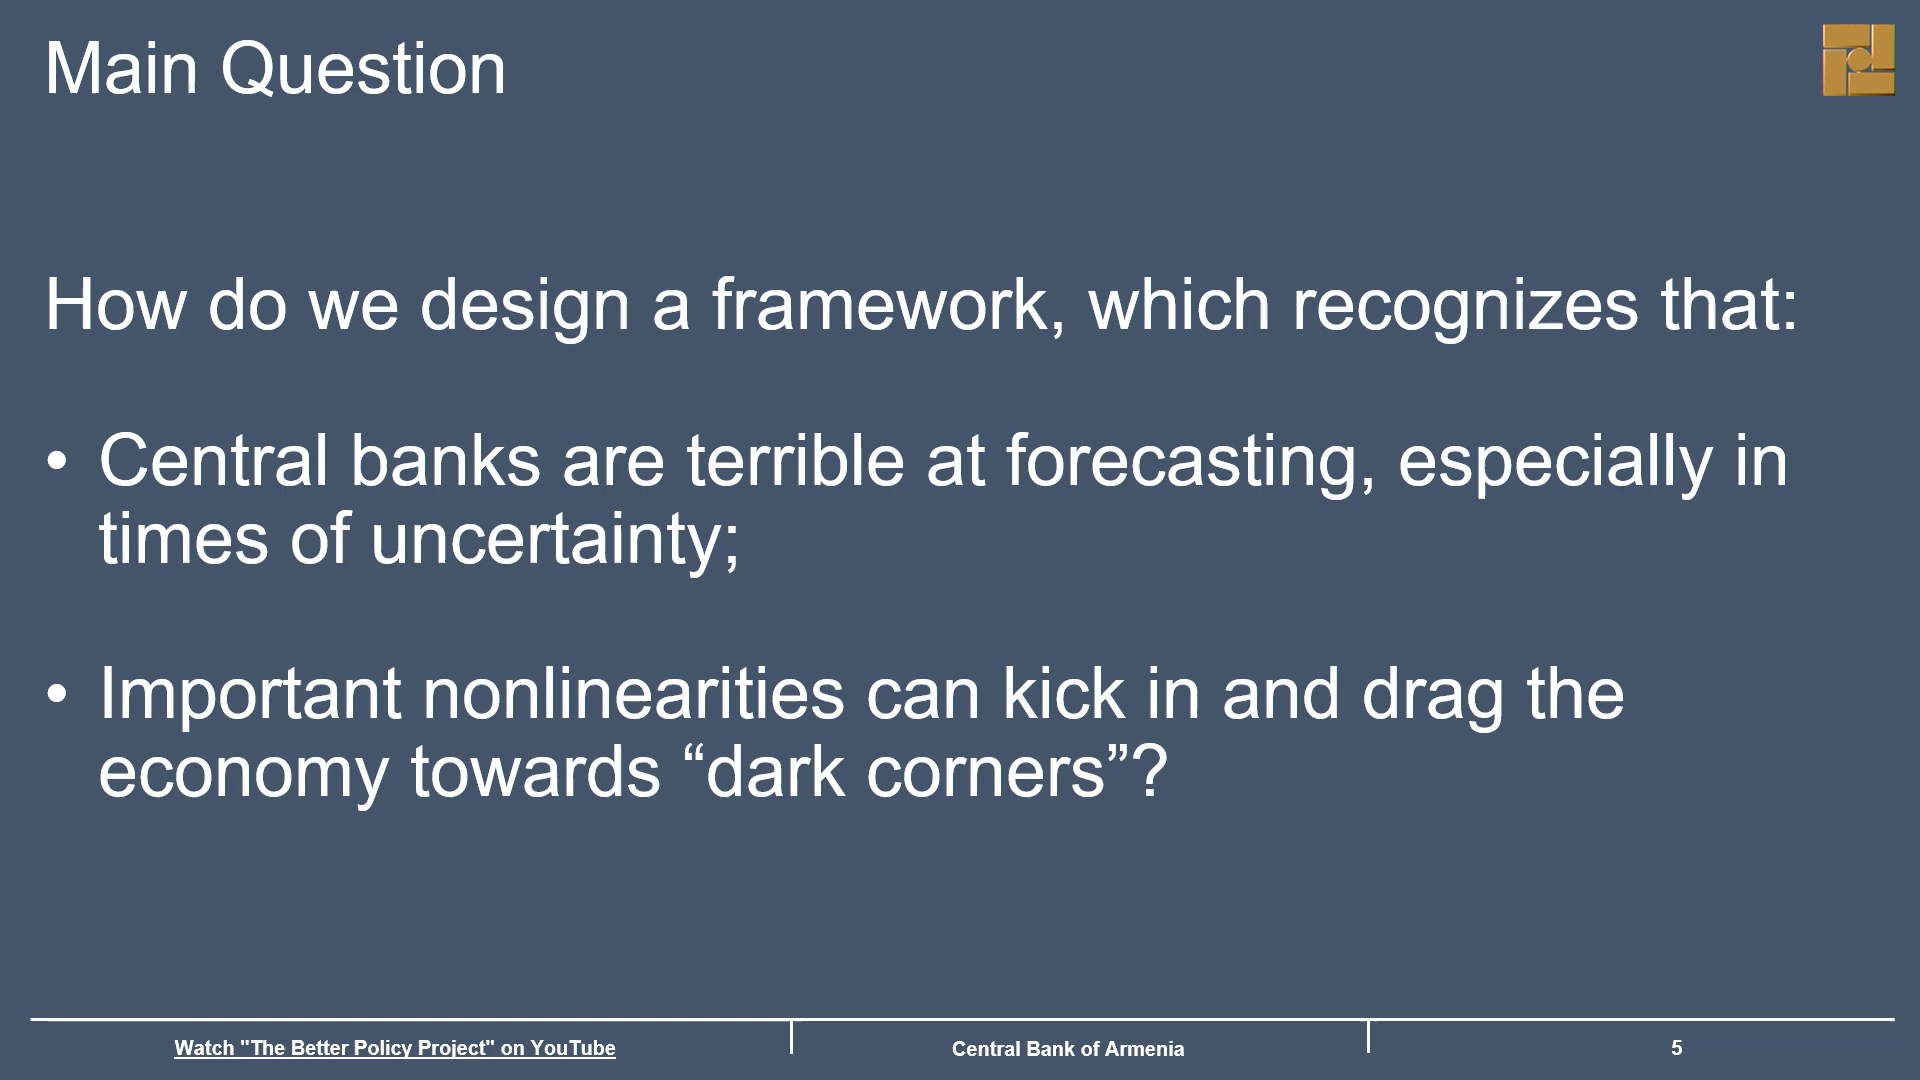 Main Question
How do we design a framework, which recognizes that:
• Central banks are terrible at forecasting, especially in
times of uncertainty;
• Important nonlinearities can kick in and drag the
economy towards “dark corners”?
Watch "The Better Policy Project" on YouTube
Central Bank of Armenia
5